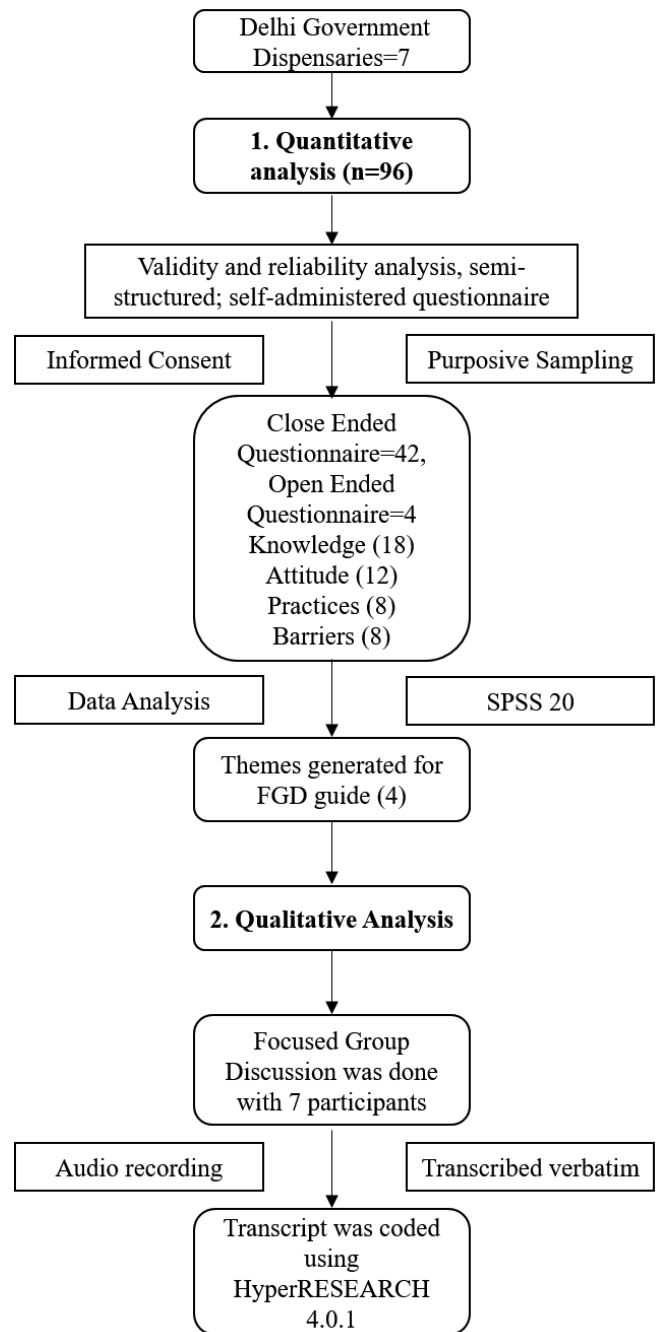 Delhi Government
Dispensaries=7
1. Quantitative
analysis (n=96)
Validity and reliability analysis, semi-
structured; self-administered questionnaire
Informed Consent
Purposive Sampling
Close Ended
Questionnaire=42,
Open Ended
Questionnaire=4
Knowledge (18)
Attitude (12)
Practices (8)
Barriers (8)
Data Analysis
SPSS 20
Themes generated for
FGD guide (4)
2. Qualitative Analysis
Focused Group
Discussion was done
with 7 participants
Audio recording
Transcribed verbatim
Transcript was coded
using
HyperRESEARCH
4.0.1